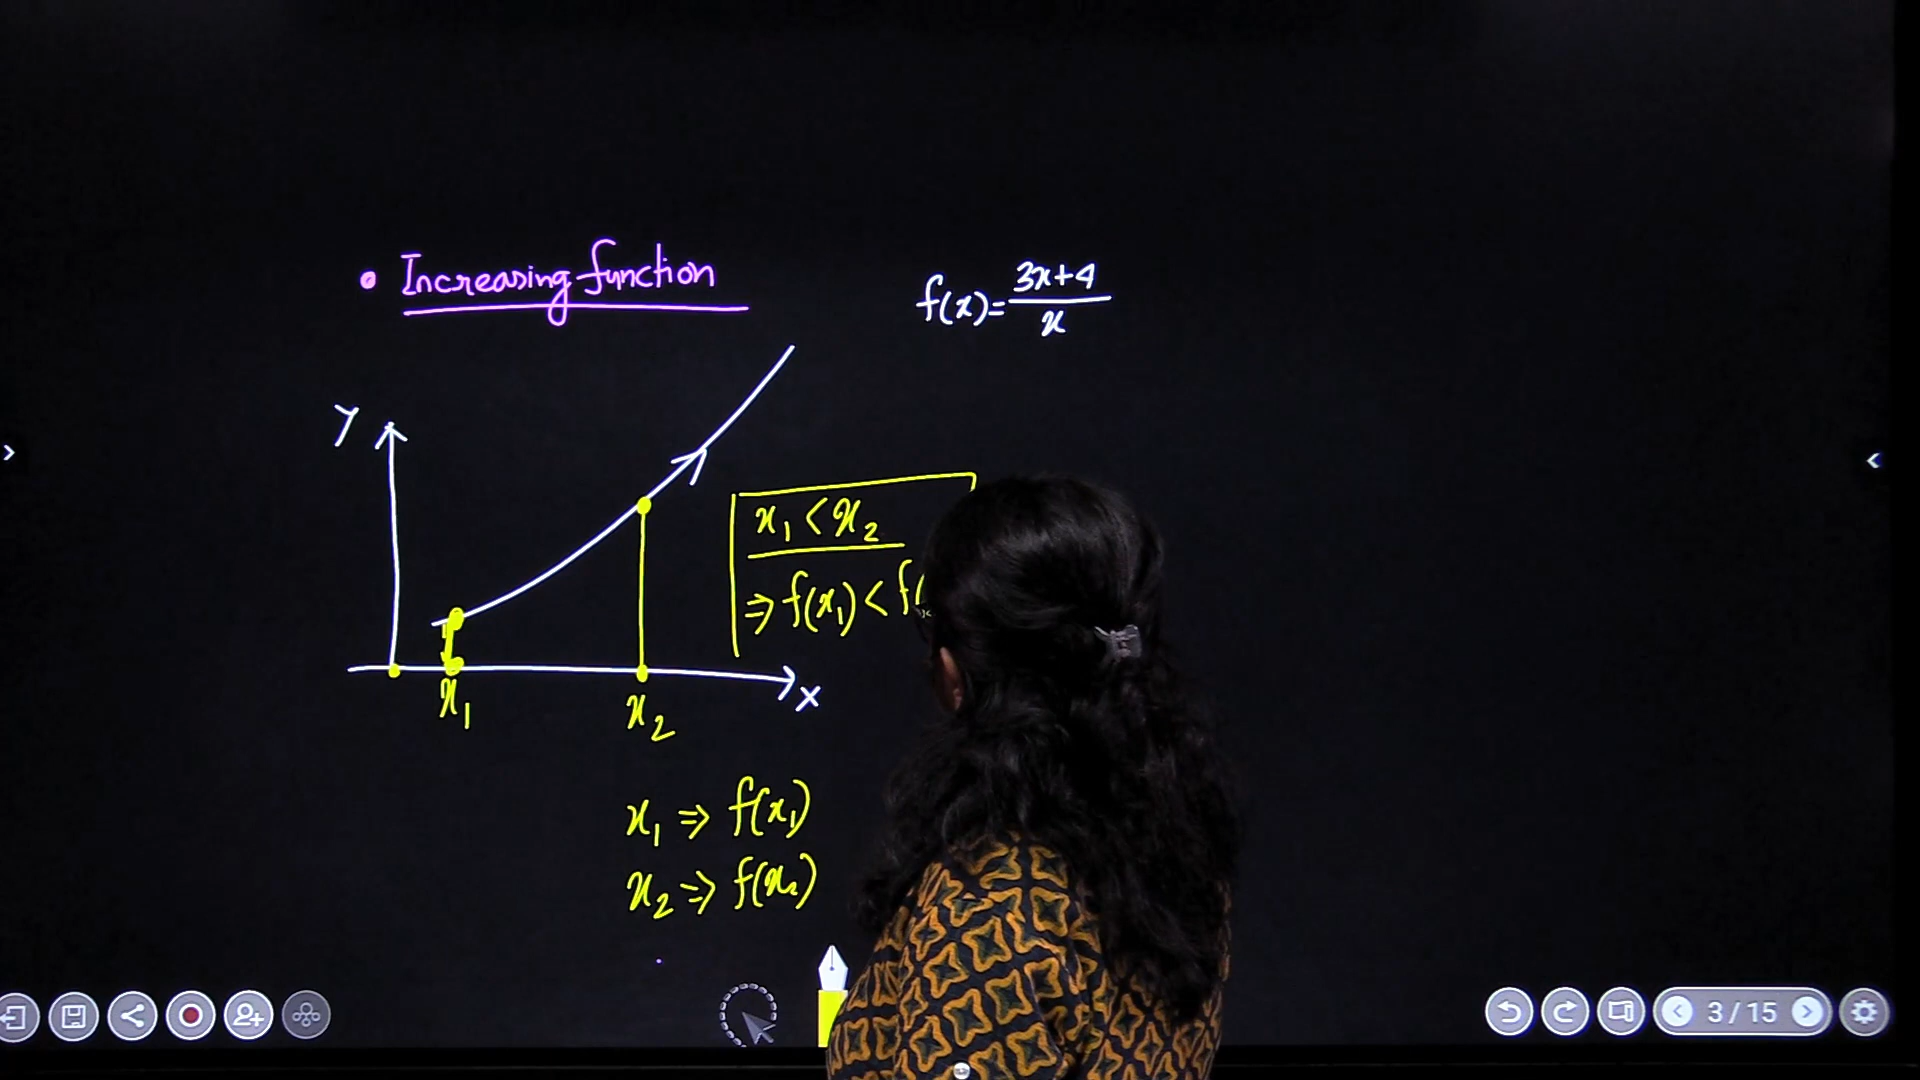 • Increasing function
f(x)= 3x+4
x
Y
x₁ < x₂
⇒ f(x₁) < f(
x₁
x₂
X
x₁ ⇒ f(x₁)
x₂ ⇒ f(x₂)
3 / 15